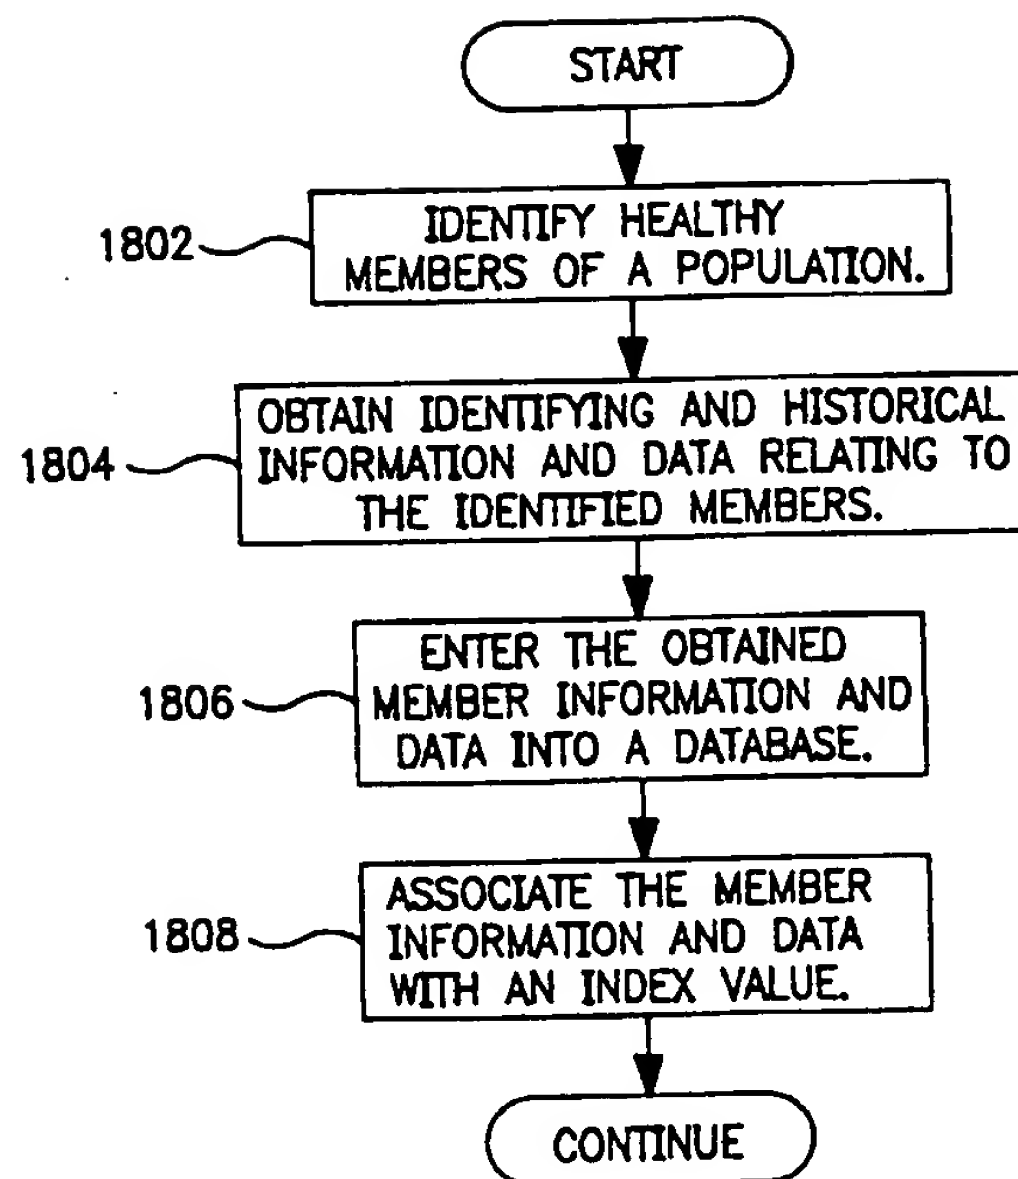 START
1802
IDENTIFY HEALTHY
MEMBERS OF A POPULATION.
1804
OBTAIN IDENTIFYING AND HISTORICAL
INFORMATION AND DATA RELATING TO
THE IDENTIFIED MEMBERS.
1806
ENTER THE OBTAINED
MEMBER INFORMATION AND
DATA INTO A DATABASE.
1808
ASSOCIATE THE MEMBER
INFORMATION AND DATA
WITH AN INDEX VALUE.
CONTINUE